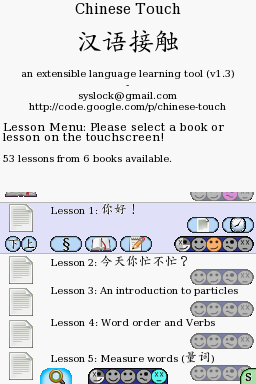 Chinese Touch
汉语接触
an extensible language learning tool (v1.3)
-
syslock@gmail.com
http://code.google.com/p/chinese-touch
Lesson Menu: Please select a book or
lesson on the touchscreen!
53 lessons from 6 books available.
Lesson 1: 你好！
下 上 §
Lesson 2: 今天你忙不忙？
Lesson 3: An introduction to particles
Lesson 4: Word order and Verbs
Lesson 5: Measure words (量词)
S